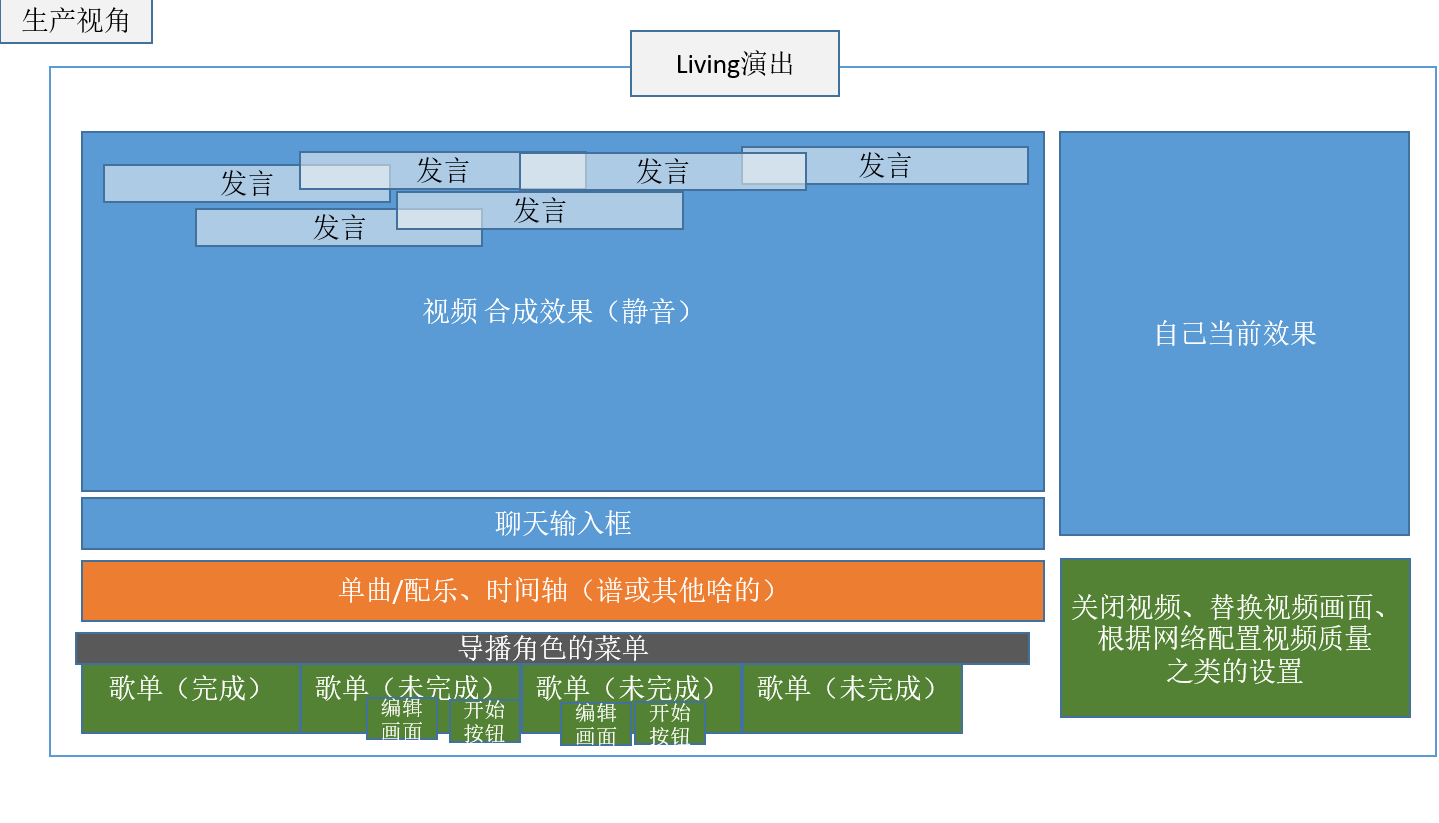 生产视角
Living演出
发言
发言
发言
发言
发言
发言
视频 合成效果（静音）
自己当前效果
聊天输入框
单曲/配乐、时间轴（谱或其他啥的）
关闭视频、替换视频画面、
根据网络配置视频质量
之类的设置
导播角色的菜单
歌单（完成）
歌单（未完成）
歌单（未完成）
歌单（未完成）
编辑
画面
开始
按钮
编辑
画面
开始
按钮